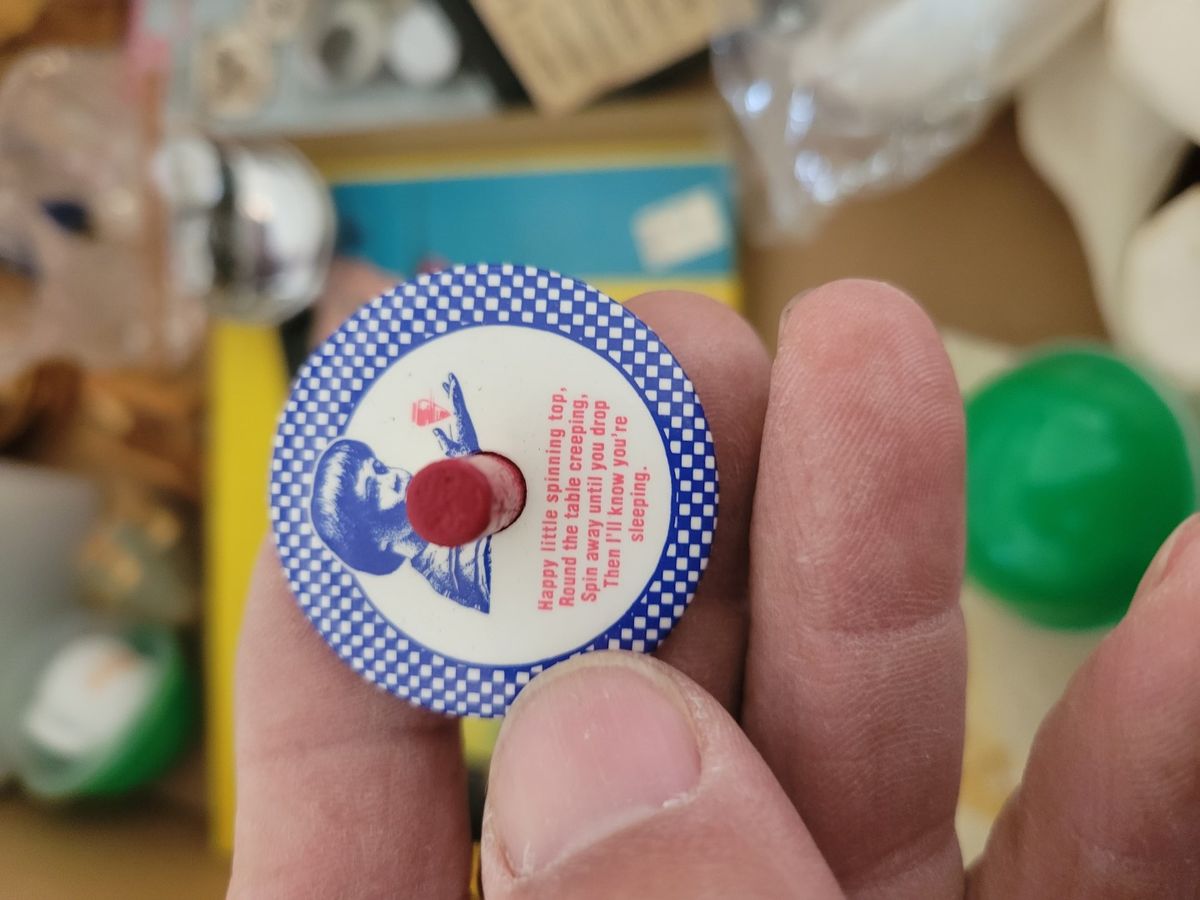 Happy little spinning top,
Round the table creeping,
Spin away until you drop
Then I'll know you're
sleeping.